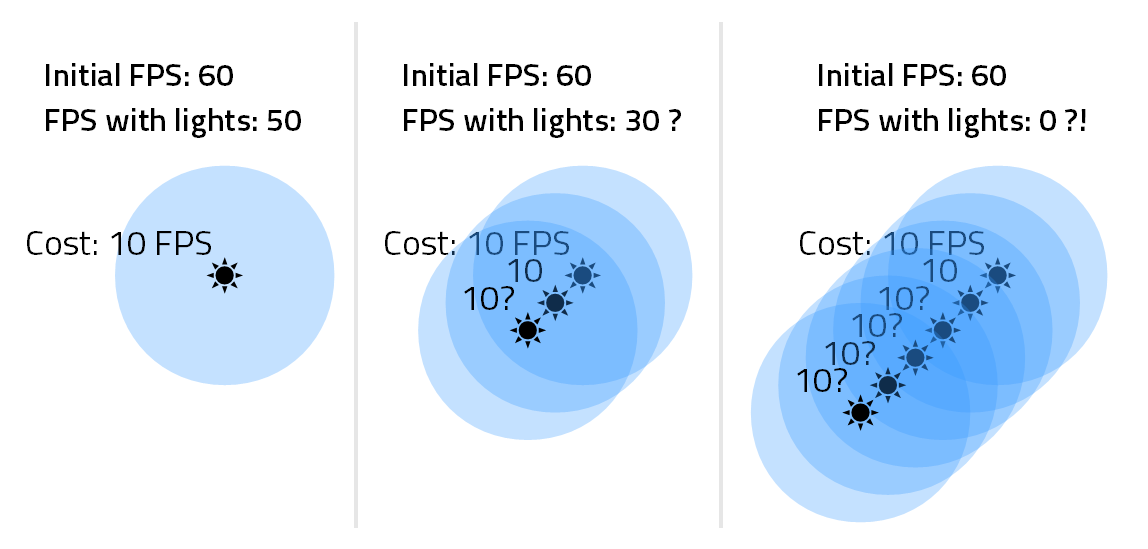 Initial FPS: 60
FPS with lights: 50
Cost: 10 FPS
Initial FPS: 60
FPS with lights: 30 ?
Cost: 10 FPS
10
10?
Initial FPS: 60
FPS with lights: 0 ?!
Cost: 10 FPS
10
10?
10?
10?
10?